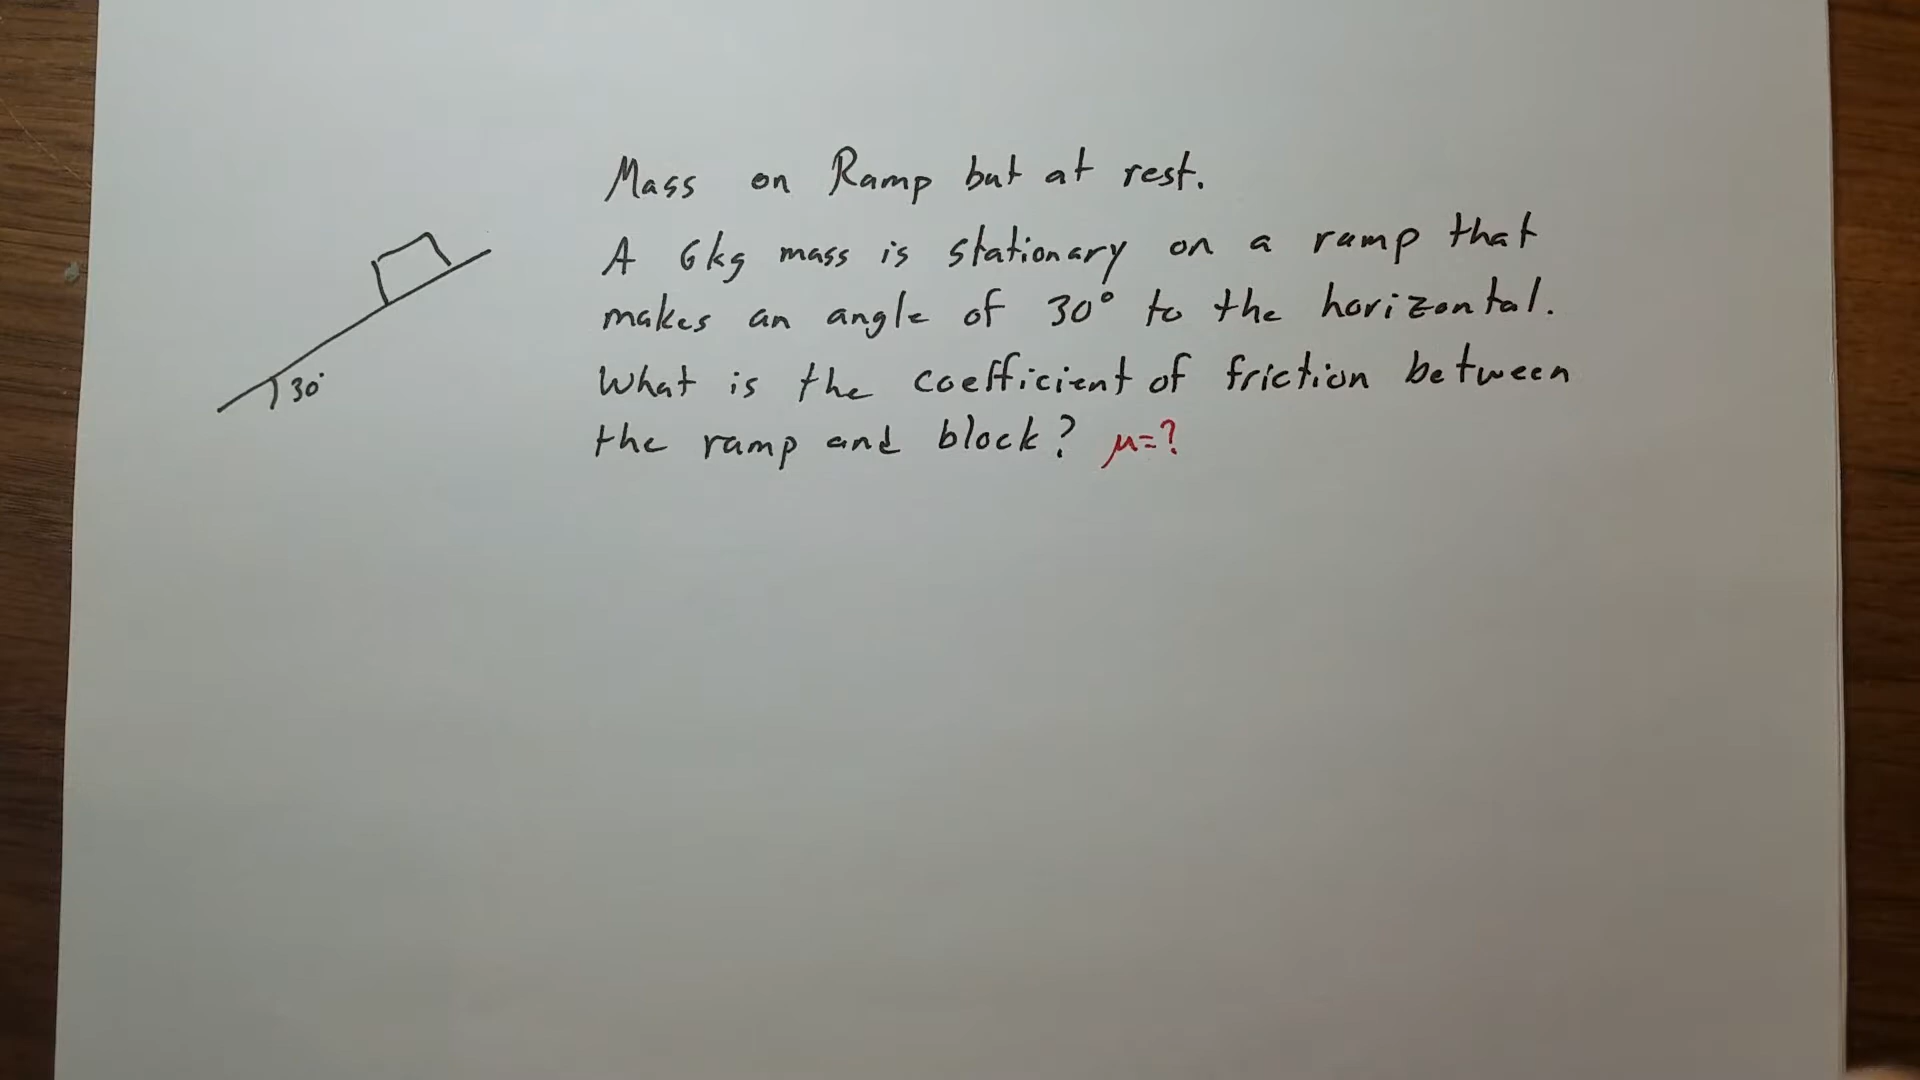 Mass on Ramp but at rest.
A 6kg mass is stationary on a ramp that
makes an angle of 30° to the horizontal.
What is the coefficient of friction between
the ramp and block? μ=?
30°